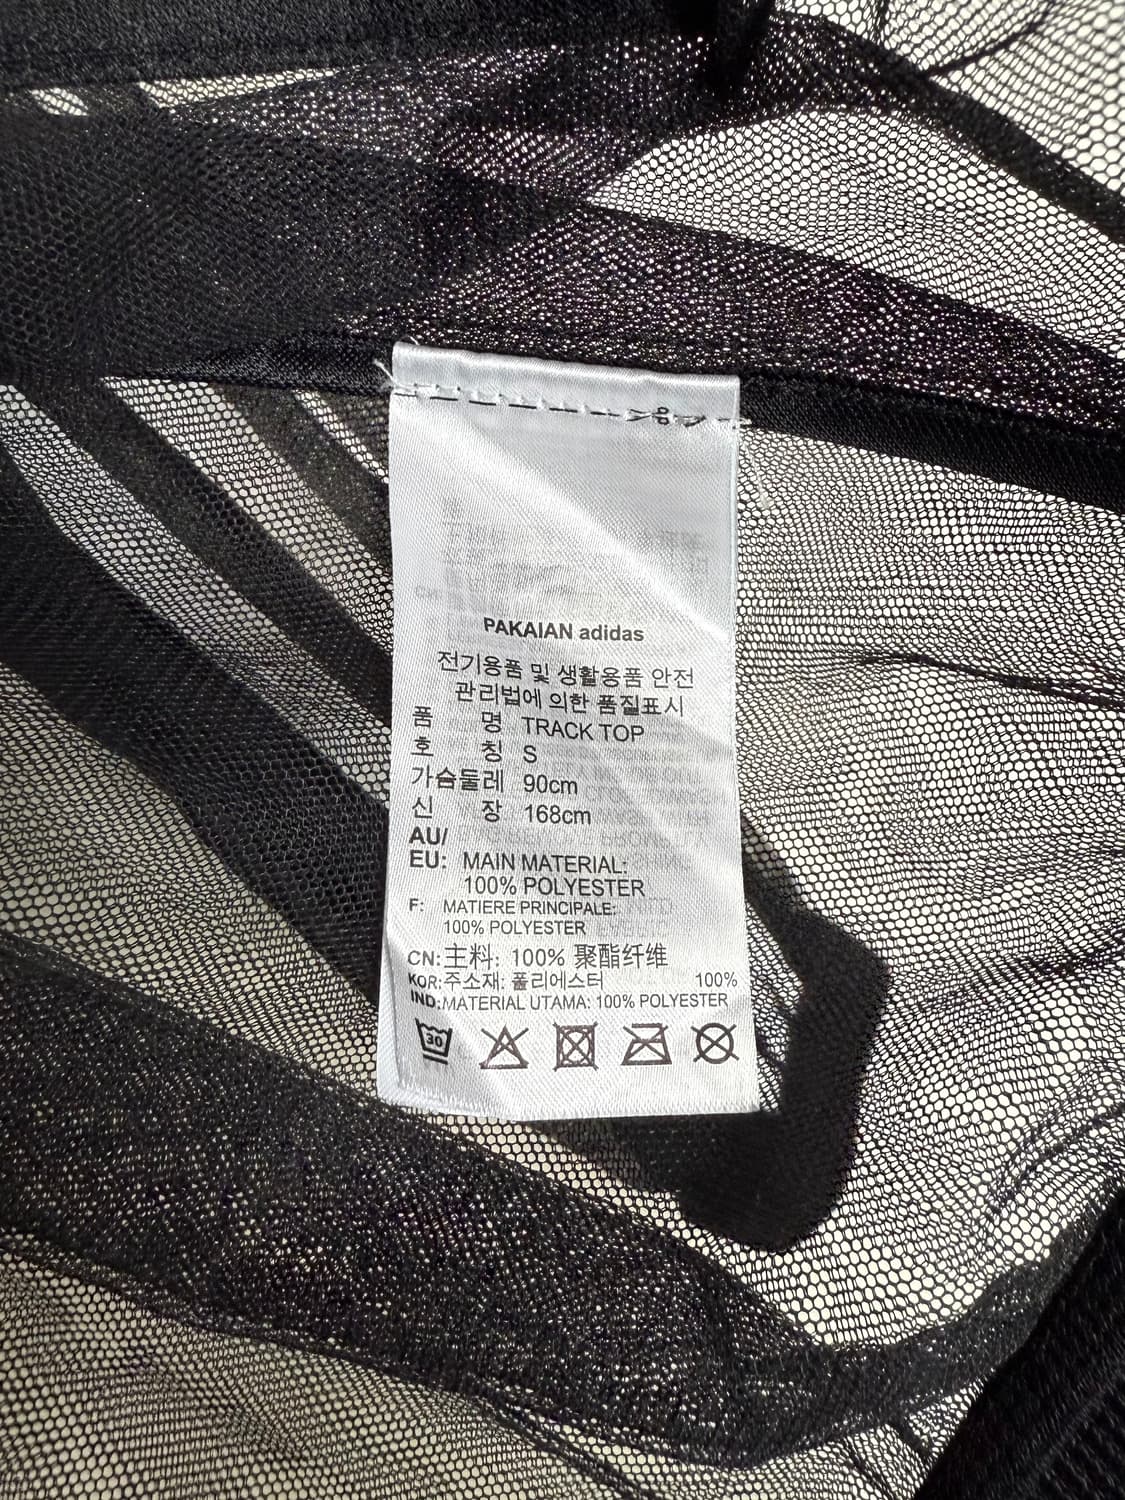 PAKAIAN adidas
전기용품 및 생활용품 안전
관리법에 의한 품질표시
품 명 TRACK TOP
호 칭 S
가슴둘레 90cm
신 장 168cm
AU/
EU: MAIN MATERIAL:
100% POLYESTER
F: MATIERE PRINCIPALE:
100% POLYESTER
CN:主料: 100% 聚酯纤维
KOR:주소재: 폴리에스터 100%
IND:MATERIAL UTAMA: 100% POLYESTER
30